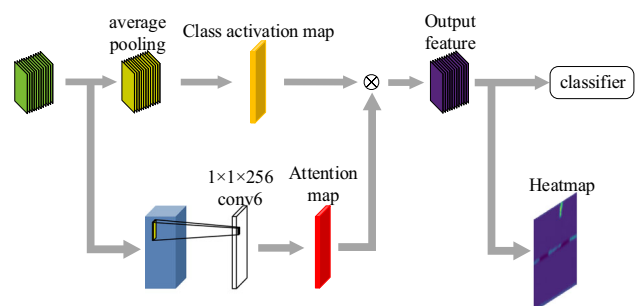 average
pooling
Class activation map
Output
feature
classifier
1×1×256
conv6
Attention
map
Heatmap